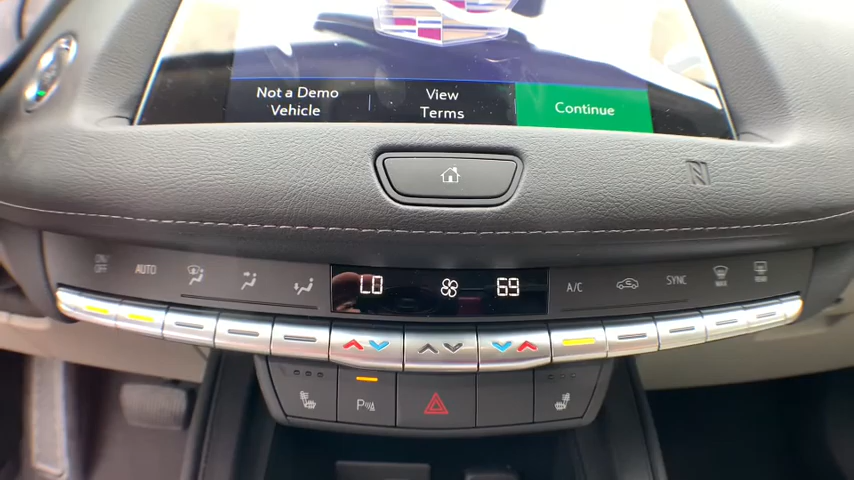 Not a Demo
Vehicle
View
Terms
Continue
ON/
OFF
AUTO
LO
69
A/C
SYNC
MAX
REAR
P